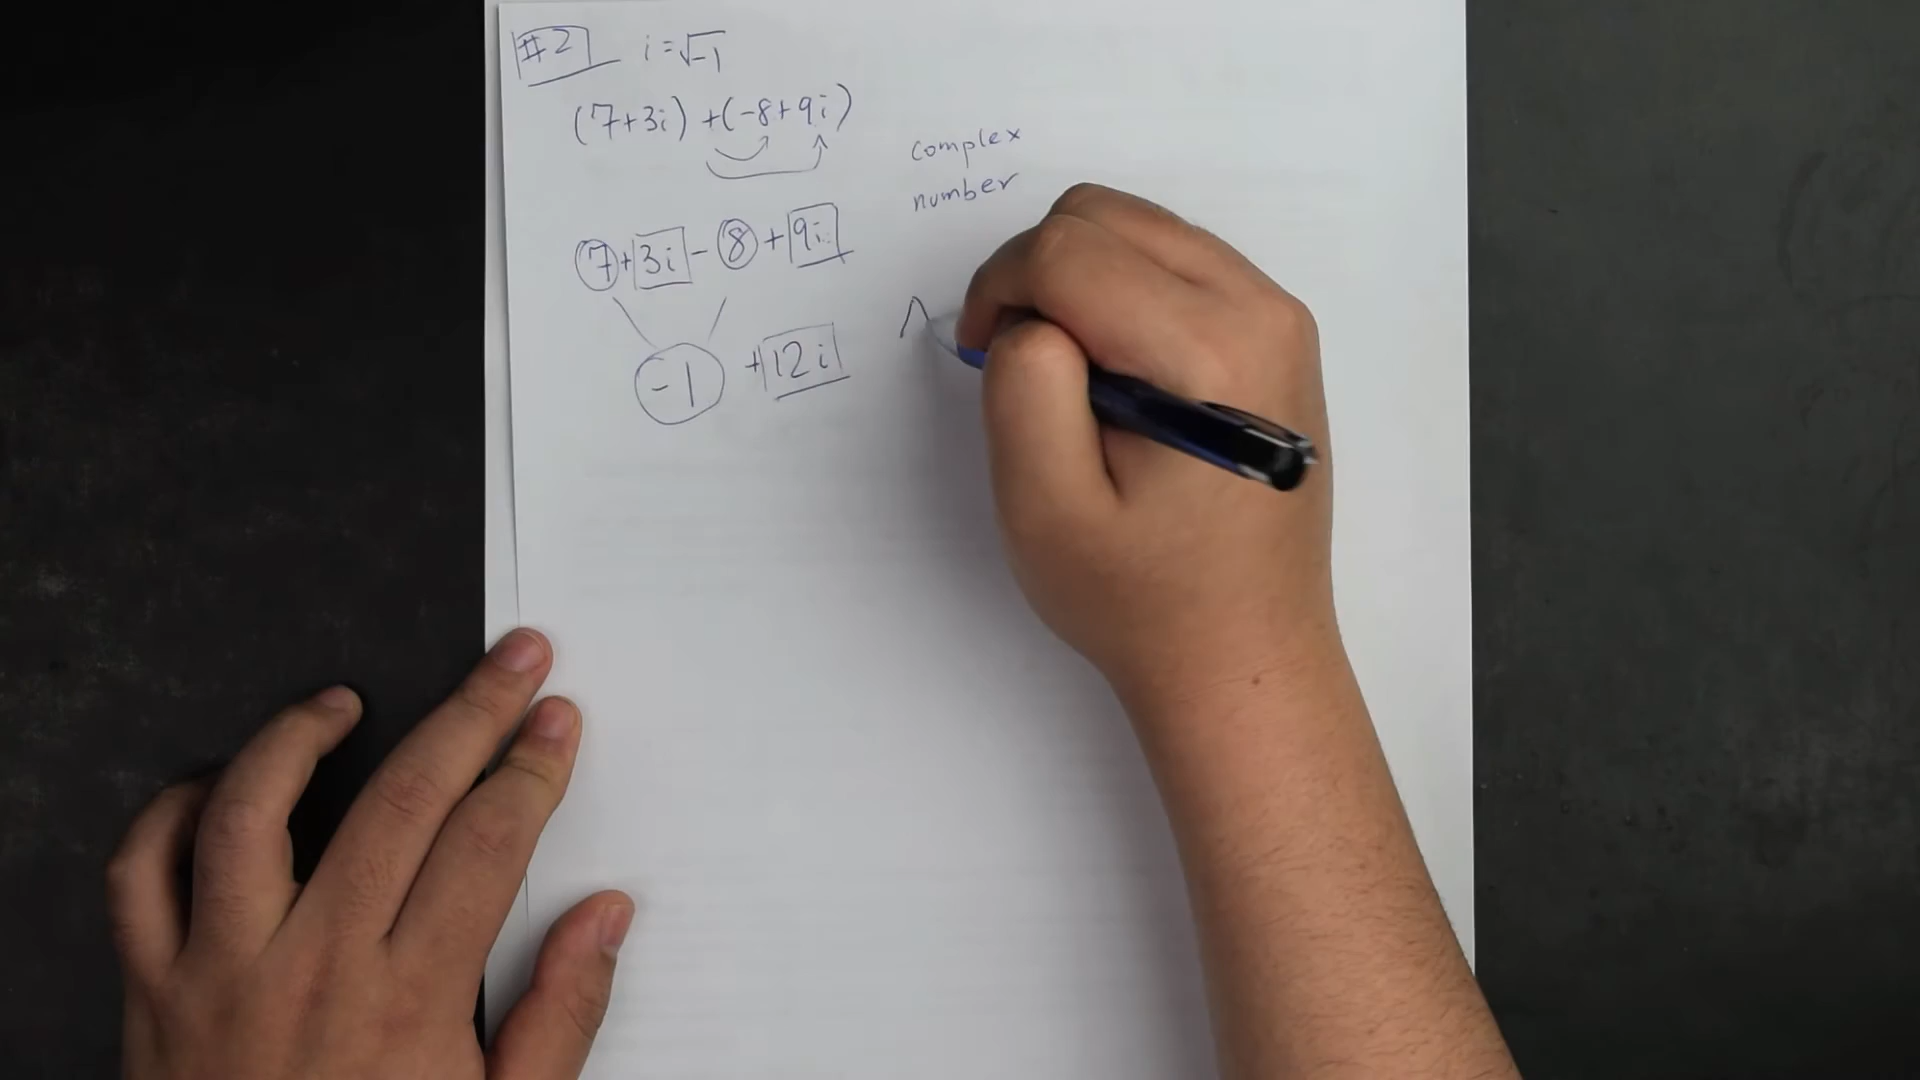 #2 i=√-1
(7+3i) +(-8+9i)
complex
number
7+3i-8+9i
-1 +12i